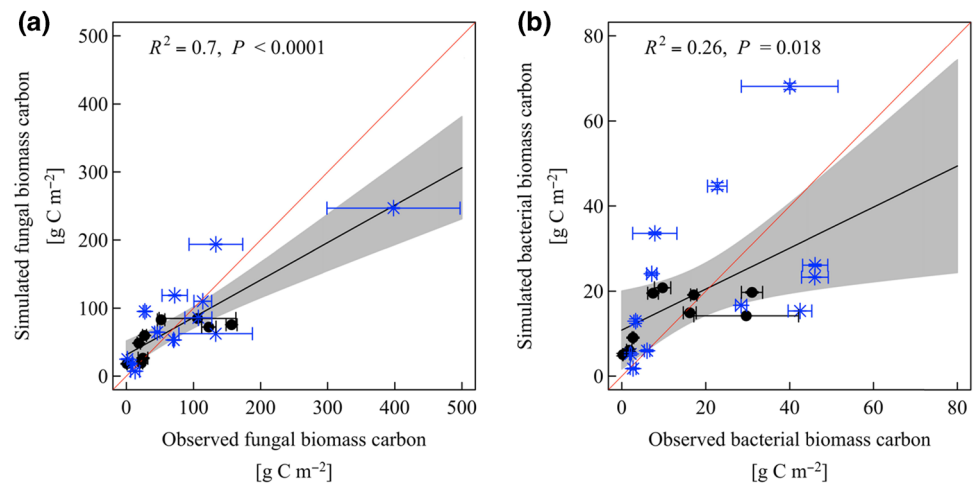 (a)
R² = 0.7, P < 0.0001
Simulated fungal biomass carbon
[g C m⁻²]
500
400
300
200
100
0
0 100 200 300 400 500
Observed fungal biomass carbon
[g C m⁻²]
(b)
R² = 0.26, P = 0.018
Simulated bacterial biomass carbon
[g C m⁻²]
80
60
40
20
0
0 20 40 60 80
Observed bacterial biomass carbon
[g C m⁻²]